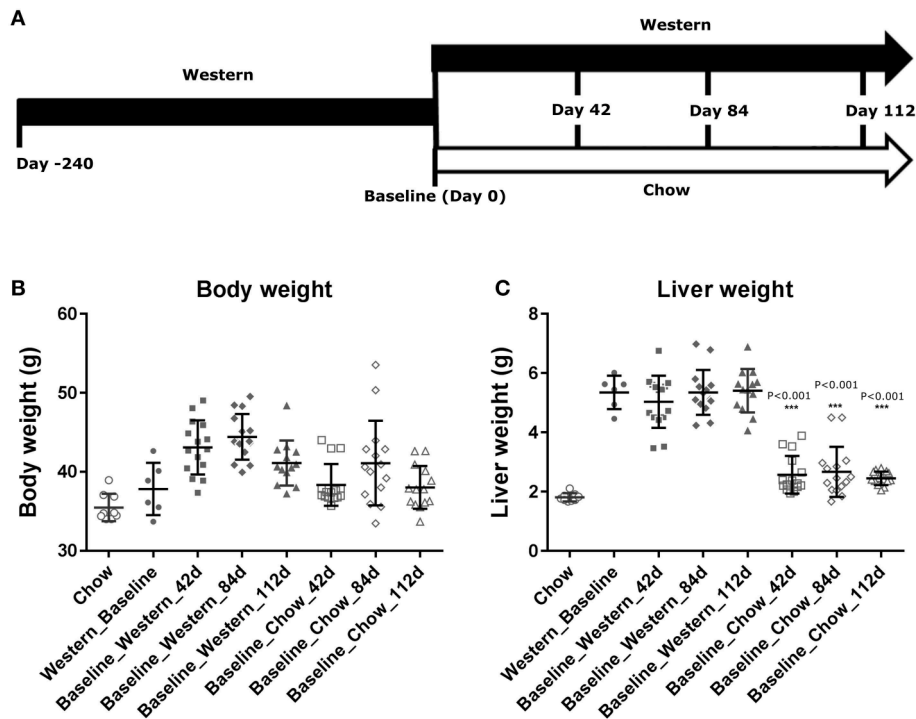 A
Western
Western
Day 42
Day 84
Day 112
Day -240
Baseline (Day 0)
Chow
B
Body weight
Body weight (g)
60
50
40
30
Chow
Western_Baseline
Baseline_Western_42d
Baseline_Western_84d
Baseline_Western_112d
Baseline_Chow_42d
Baseline_Chow_84d
Baseline_Chow_112d
C
Liver weight
Liver weight (g)
8
6
4
2
0
P<0.001
***
P<0.001
***
P<0.001
***
Chow
Western_Baseline
Baseline_Western_42d
Baseline_Western_84d
Baseline_Western_112d
Baseline_Chow_42d
Baseline_Chow_84d
Baseline_Chow_112d